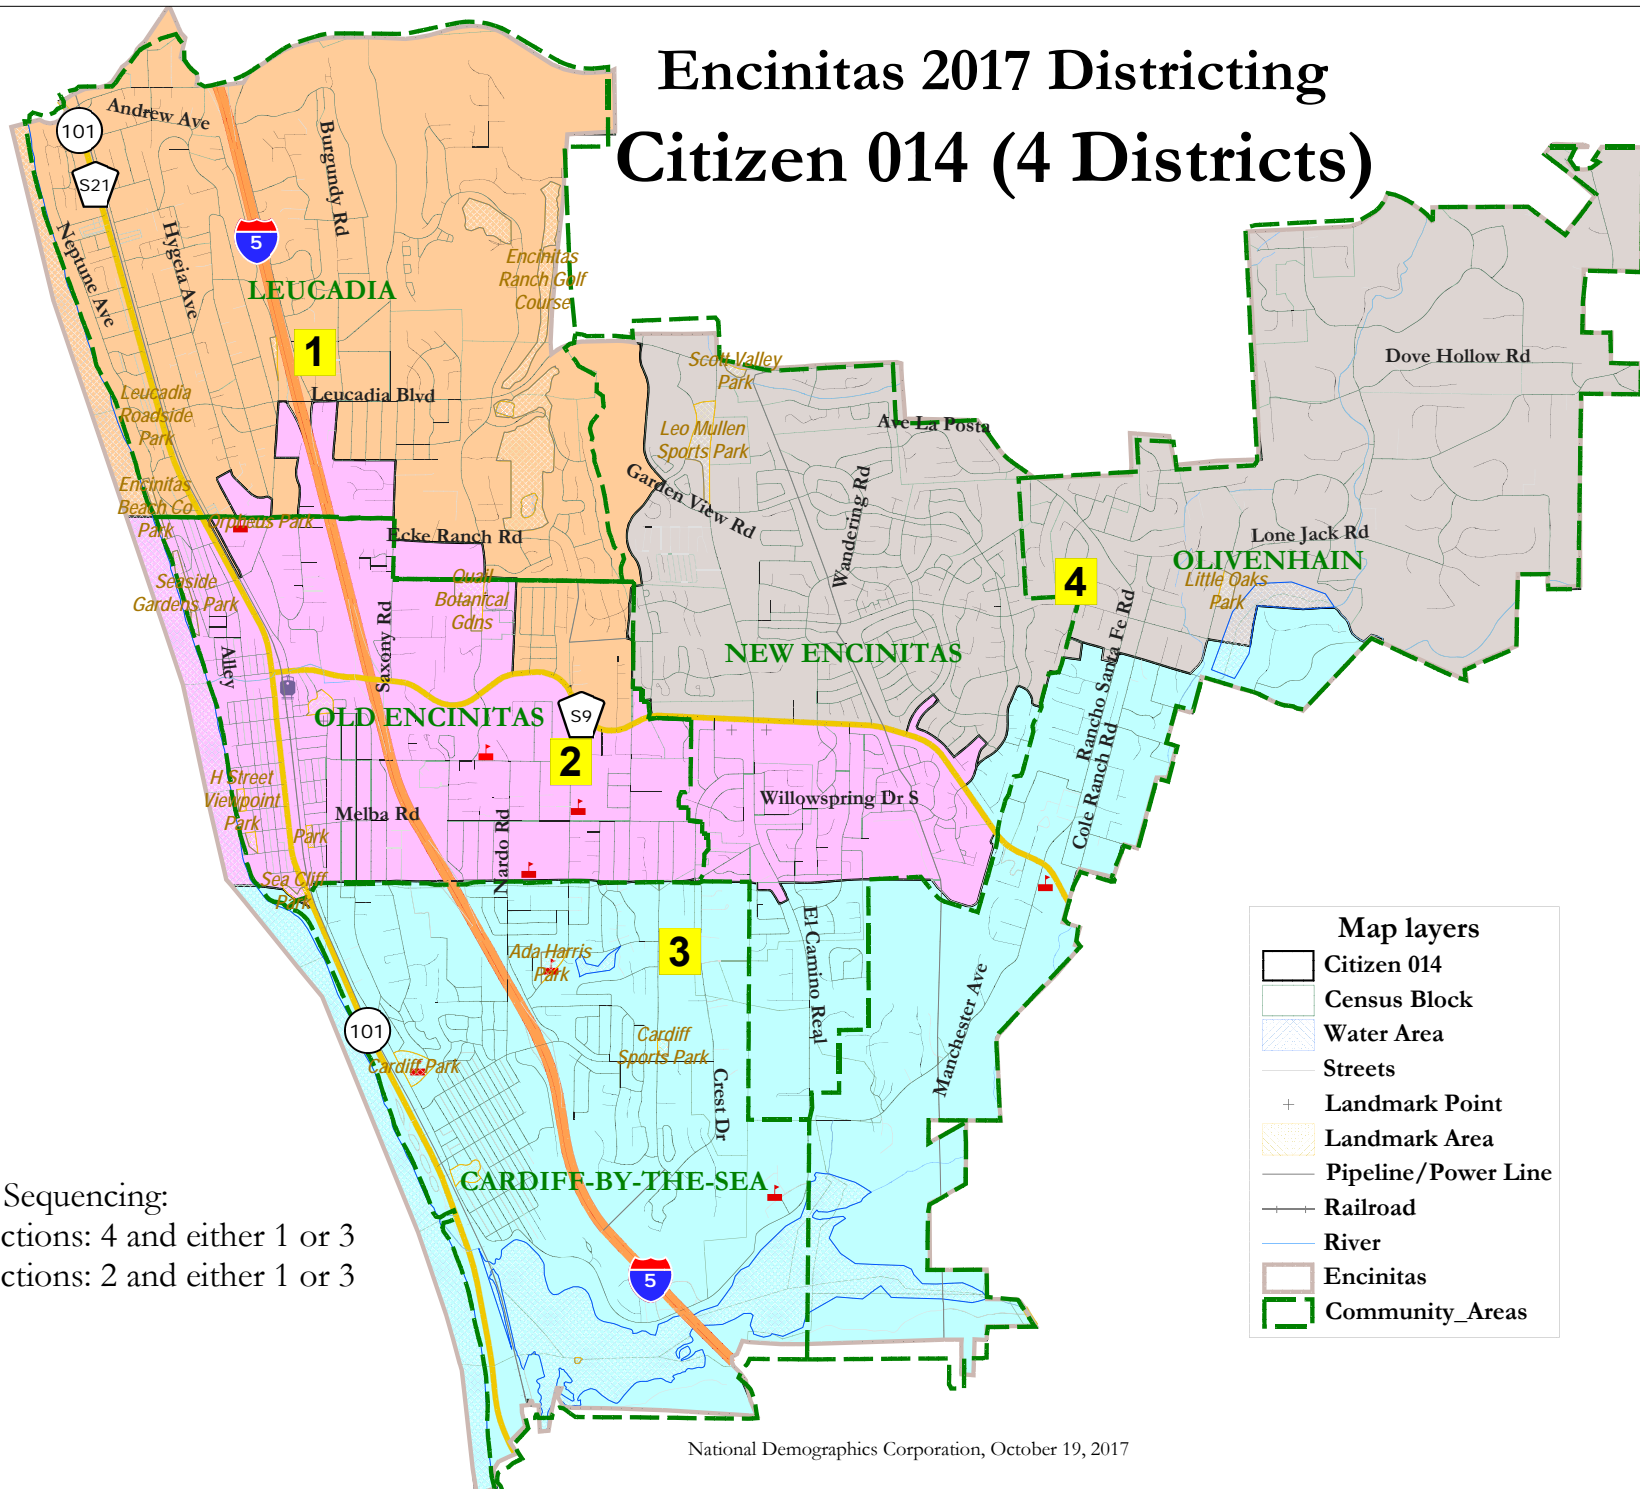 Encinitas 2017 Districting
Citizen 014 (4 Districts)
101
S21
Andrew Ave
Burgundy Rd
Neptune Ave
Hygeia Ave
5
LEUCADIA
Encinitas
Ranch Golf
Course
1
Leucadia Blvd
Leucadia
Roadside
Park
Scott Valley
Park
Leo Mullen
Sports Park
Ave La Posta
Dove Hollow Rd
Garden View Rd
Wandering Rd
Encinitas
Beach Co
Park
Orpheus Park
Ecke Ranch Rd
Lone Jack Rd
OLIVENHAIN
4
Little Oaks
Park
Seaside
Gardens Park
Quail
Botanical
Gdns
Alley
Saxony Rd
NEW ENCINITAS
Rancho Santa Fe Rd
Cole Ranch Rd
OLD ENCINITAS
S9
2
H Street
Viewpoint
Park
Park
Melba Rd
Nardo Rd
Willowspring Dr S
Sea Cliff
Park
Ada Harris
Park
3
El Camino Real
Manchester Ave
101
Cardiff
Sports Park
Cardiff Park
Crest Dr
CARDIFF-BY-THE-SEA
5
Sequencing:
ctions: 4 and either 1 or 3
ctions: 2 and either 1 or 3
Map layers
Citizen 014
Census Block
Water Area
Streets
Landmark Point
Landmark Area
Pipeline/Power Line
Railroad
River
Encinitas
Community_Areas
National Demographics Corporation, October 19, 2017